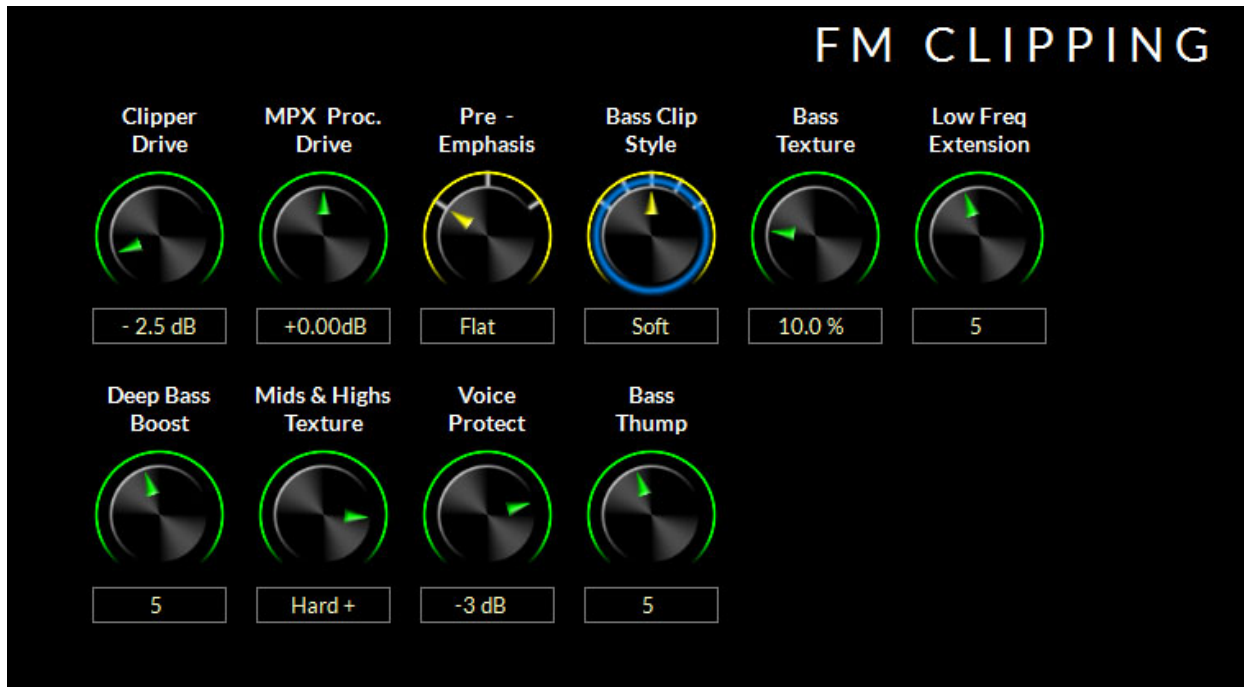 FM CLIPPING
Clipper Drive
MPX Proc. Drive
Pre - Emphasis
Bass Clip Style
Bass Texture
Low Freq Extension
- 2.5 dB
+0.00dB
Flat
Soft
10.0 %
5
Deep Bass Boost
Mids & Highs Texture
Voice Protect
Bass Thump
5
Hard +
-3 dB
5